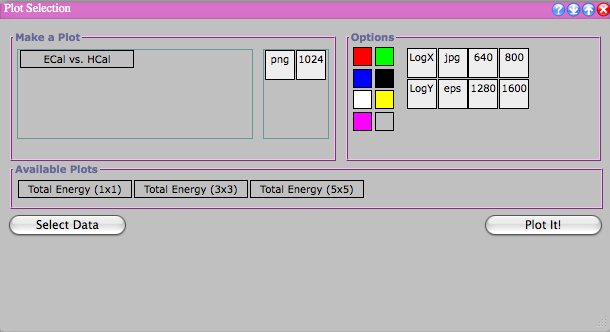 Plot Selection
Make a Plot
ECal vs. HCal
png 1024
Options
LogX jpg 640 800
LogY eps 1280 1600
Available Plots
Total Energy (1x1) Total Energy (3x3) Total Energy (5x5)
Select Data Plot It!